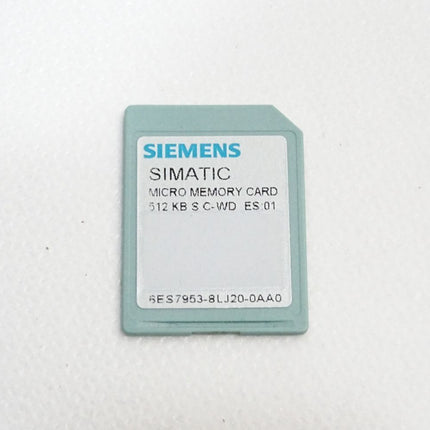 SIEMENS
SIMATIC
MICRO MEMORY CARD
512 KB S C-WD ES:01
6ES7953-8LJ20-0AA0